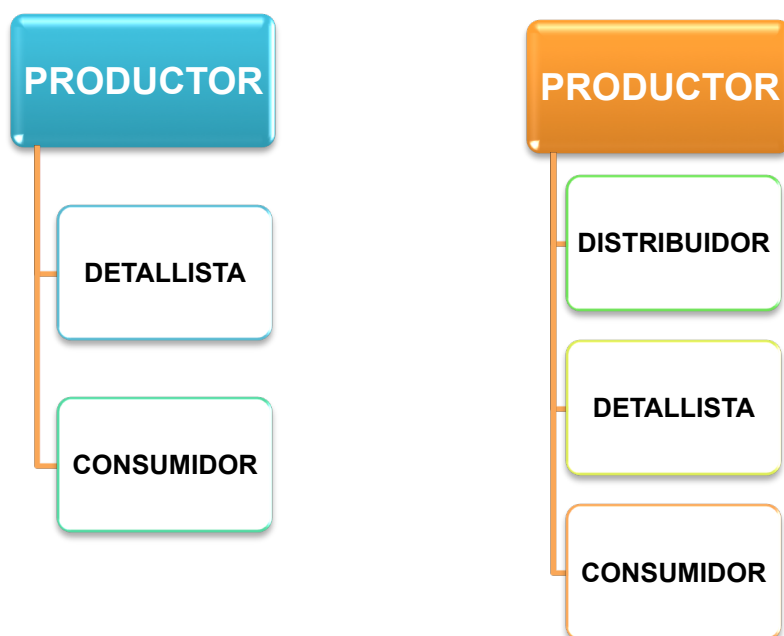 PRODUCTOR
DETALLISTA
CONSUMIDOR
PRODUCTOR
DISTRIBUIDOR
DETALLISTA
CONSUMIDOR